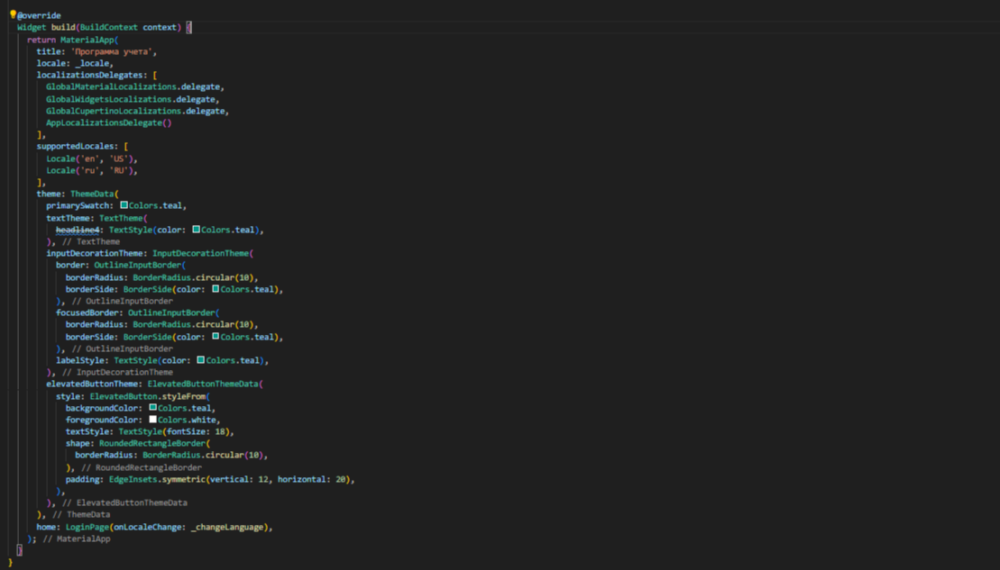 @override
Widget build(BuildContext context) {
return MaterialApp(
title: 'Программа учета',
locale: _locale,
localizationsDelegates: [
GlobalMaterialLocalizations.delegate,
GlobalWidgetsLocalizations.delegate,
GlobalCupertinoLocalizations.delegate,
AppLocalizationsDelegate()
],
supportedLocales: [
Locale('en', 'US'),
Locale('ru', 'RU'),
],
theme: ThemeData(
primarySwatch: Colors.teal,
textTheme: TextTheme(
headline4: TextStyle(color: Colors.teal),
), // TextTheme
inputDecorationTheme: InputDecorationTheme(
border: OutlineInputBorder(
borderRadius: BorderRadius.circular(10),
borderSide: BorderSide(color: Colors.teal),
), // OutlineInputBorder
focusedBorder: OutlineInputBorder(
borderRadius: BorderRadius.circular(10),
borderSide: BorderSide(color: Colors.teal),
), // OutlineInputBorder
labelStyle: TextStyle(color: Colors.teal),
), // InputDecorationTheme
elevatedButtonTheme: ElevatedButtonThemeData(
style: ElevatedButton.styleFrom(
backgroundColor: Colors.teal,
foregroundColor: Colors.white,
textStyle: TextStyle(fontSize: 18),
shape: RoundedRectangleBorder(
borderRadius: BorderRadius.circular(10),
), // RoundedRectangleBorder
padding: EdgeInsets.symmetric(vertical: 12, horizontal: 20),
),
), // ElevatedButtonThemeData
), // ThemeData
home: LoginPage(onLocaleChange: _changeLanguage),
); // MaterialApp
}
}